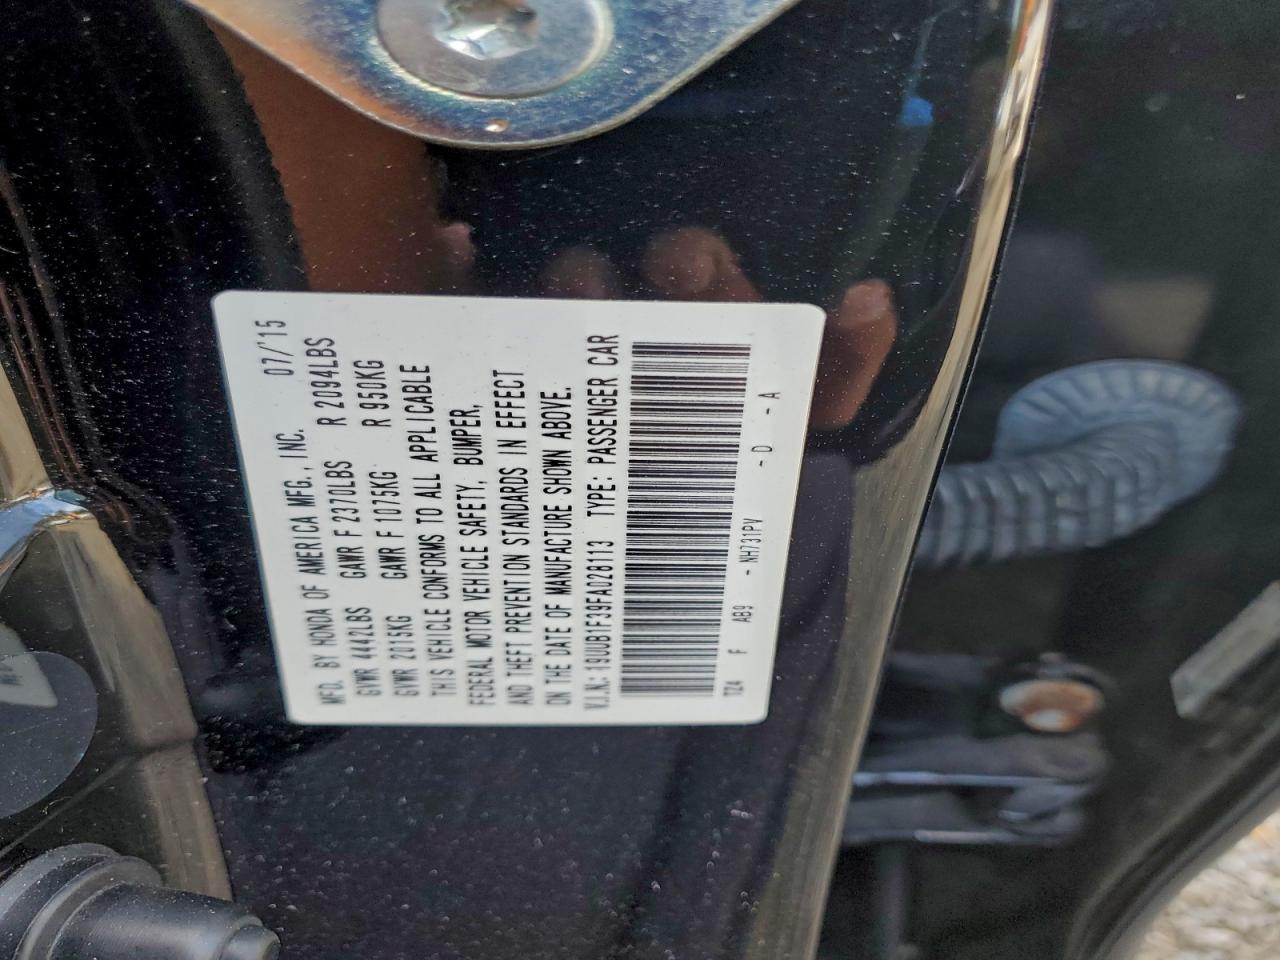 MFD. BY HONDA OF AMERICA MFG., INC. 07/'15
GVWR 4442LBS GAWR F 2370LBS R 2094LBS
GVWR 2015KG GAWR F 1075KG R 950KG
THIS VEHICLE CONFORMS TO ALL APPLICABLE
FEDERAL MOTOR VEHICLE SAFETY, BUMPER,
AND THEFT PREVENTION STANDARDS IN EFFECT
ON THE DATE OF MANUFACTURE SHOWN ABOVE.
V.I.N.: 19UUB1F39FA028113 TYPE: PASSENGER CAR
TZ4 F AB9 - NH731PV - D - A